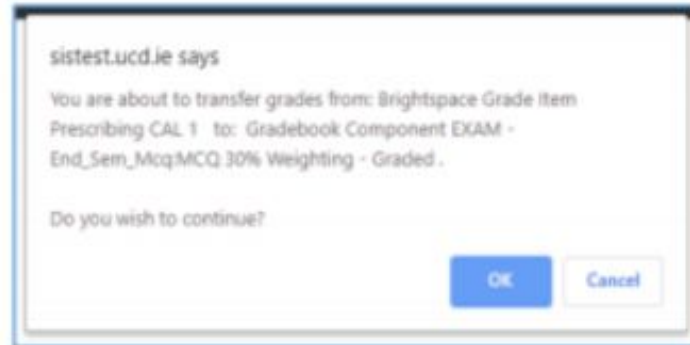 sistest.ucd.ie says
You are about to transfer grades from: Brightspace Grade Item
Prescribing CAL 1 to: Gradebook Component EXAM -
End_Sem_Mcq:MCQ 30% Weighting - Graded .
Do you wish to continue?
OK Cancel